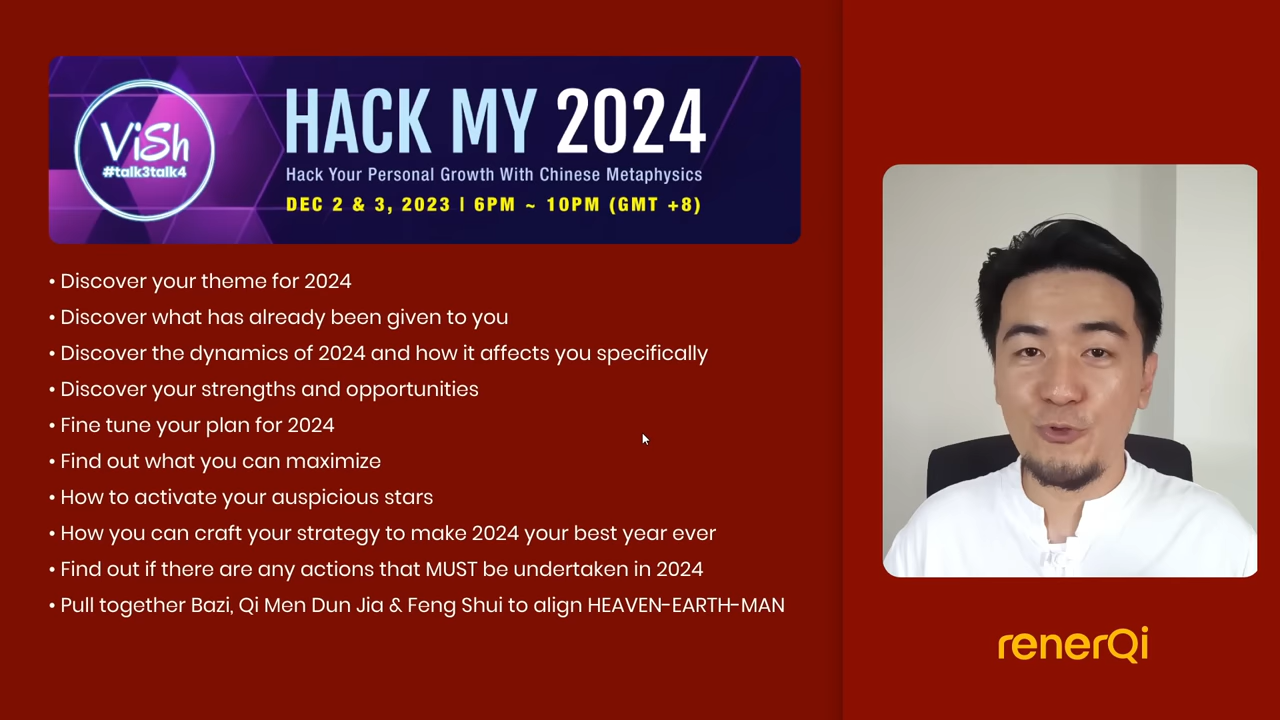 ViSh
#talk3talk4
HACK MY 2024
Hack Your Personal Growth With Chinese Metaphysics
DEC 2 & 3, 2023 | 6PM ~ 10PM (GMT +8)
• Discover your theme for 2024
• Discover what has already been given to you
• Discover the dynamics of 2024 and how it affects you specifically
• Discover your strengths and opportunities
• Fine tune your plan for 2024
• Find out what you can maximize
• How to activate your auspicious stars
• How you can craft your strategy to make 2024 your best year ever
• Find out if there are any actions that MUST be undertaken in 2024
• Pull together Bazi, Qi Men Dun Jia & Feng Shui to align HEAVEN-EARTH-MAN
renerQi